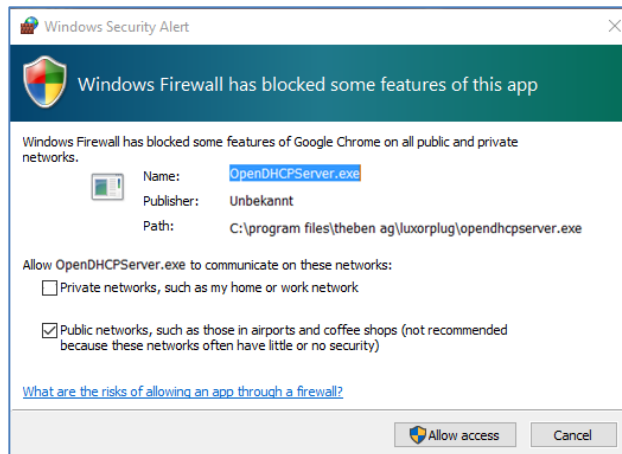 Windows Security Alert
Windows Firewall has blocked some features of this app
Windows Firewall has blocked some features of Google Chrome on all public and private
networks.
Name: OpenDHCPServer.exe
Publisher: Unbekannt
Path: C:\program files\theben ag\luxorplug\opendhcpserver.exe
Allow OpenDHCPServer.exe to communicate on these networks:
Private networks, such as my home or work network
Public networks, such as those in airports and coffee shops (not recommended
because these networks often have little or no security)
What are the risks of allowing an app through a firewall?
Allow access Cancel